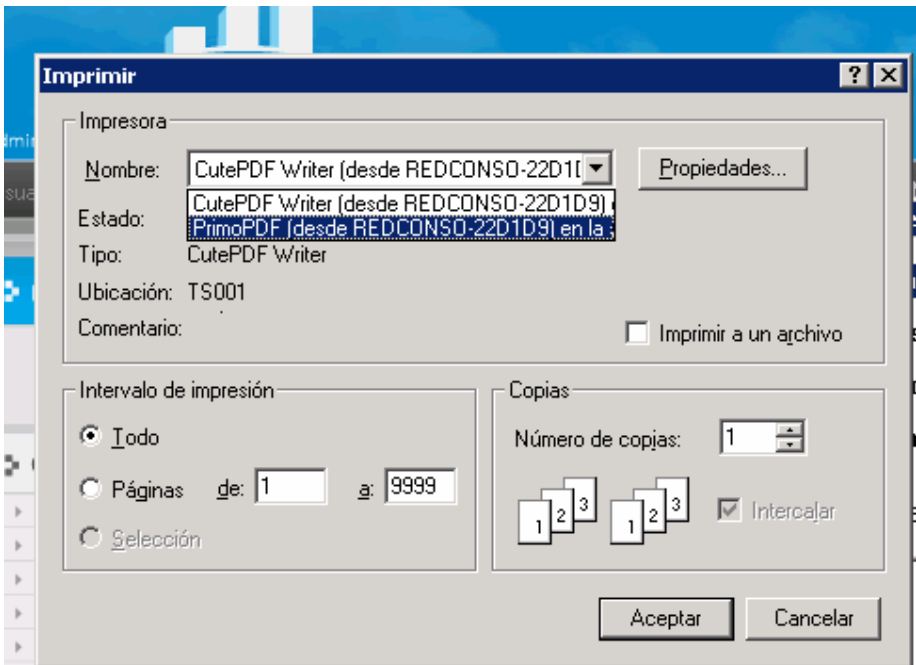 Imprimir
Impresora
Nombre: CutePDF Writer (desde REDCONSO-22D1D Propiedades...
CutePDF Writer (desde REDCONSO-22D1D9)
Estado: PrimoPDF (desde REDCONSO-22D1D9) en la
Tipo: CutePDF Writer
Ubicación: TS001
Comentario:
Imprimir a un archivo
Intervalo de impresión
Todo
Páginas de: 1 a: 9999
Selección
Copias
Número de copias: 1
1 2 3 1 2 3
Intercalar
Aceptar Cancelar